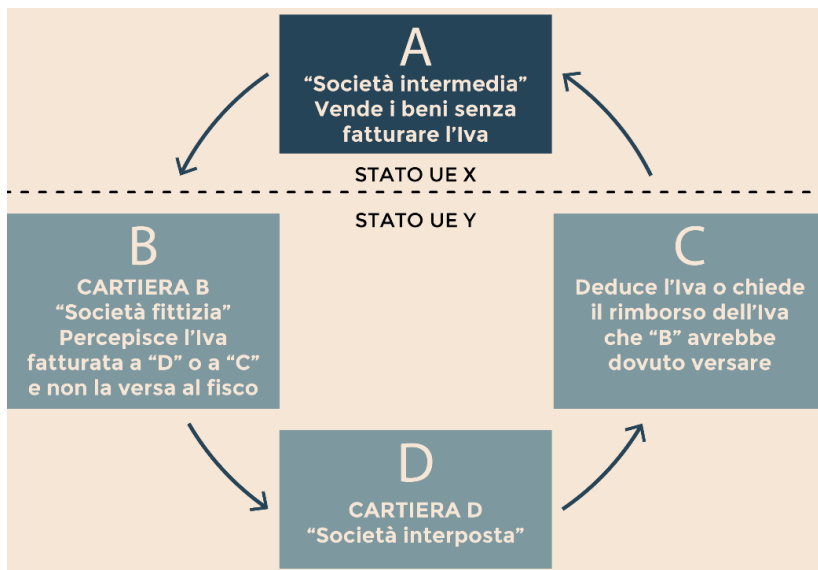 A
“Società intermedia”
Vende i beni senza
fatturare l’Iva
STATO UE X
STATO UE Y
B
CARTIERA B
“Società fittizia”
Percepisce l’Iva
fatturata a “D” o a “C”
e non la versa al fisco
C
Deduce l’Iva o chiede
il rimborso dell’Iva
che “B” avrebbe
dovuto versare
D
CARTIERA D
“Società interposta”